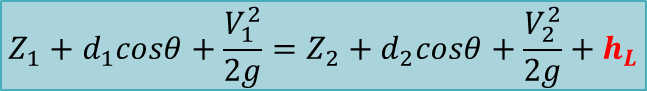 Z₁ + d₁cosθ + V₁²/2g = Z₂ + d₂cosθ + V₂²/2g + h_L